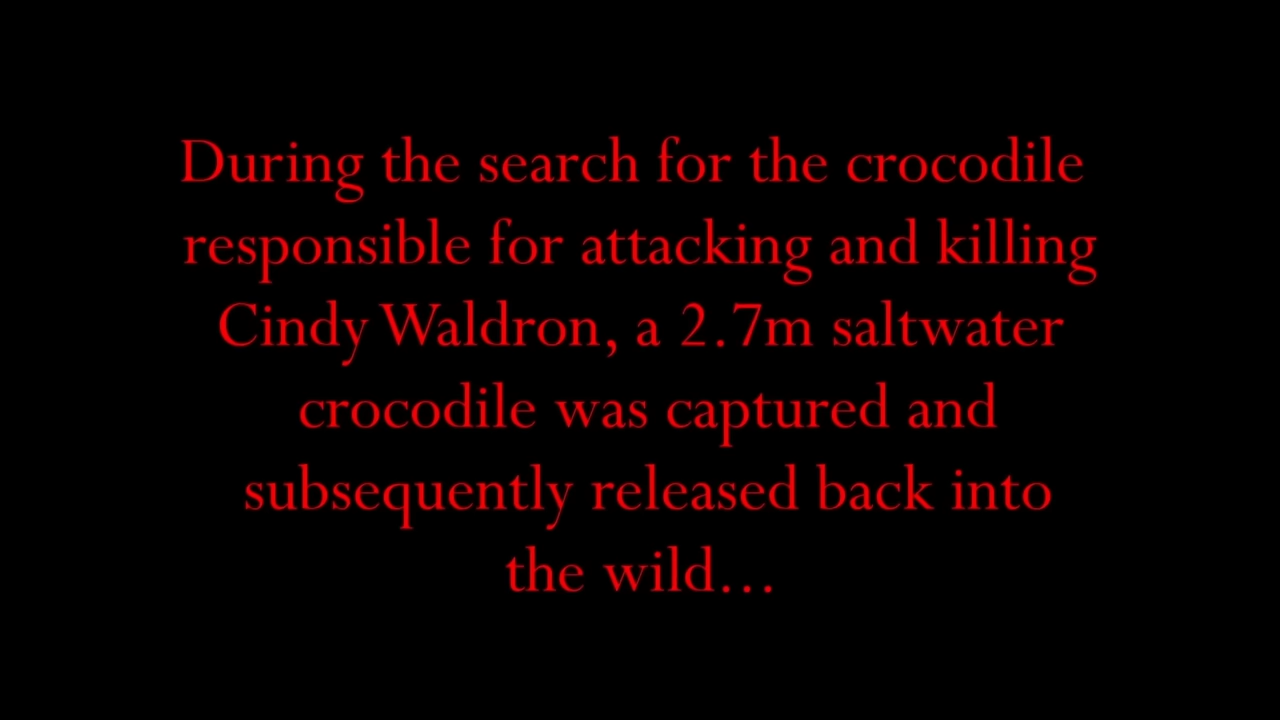 During the search for the crocodile
responsible for attacking and killing
Cindy Waldron, a 2.7m saltwater
crocodile was captured and
subsequently released back into
the wild...